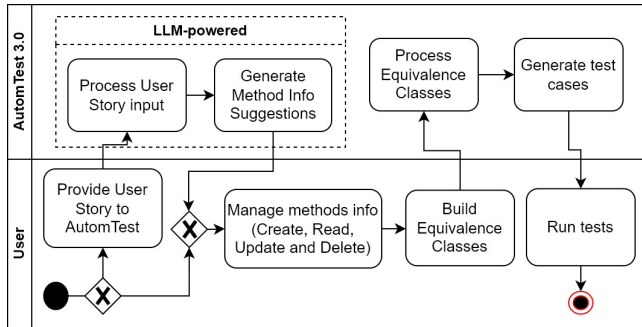 AutomTest 3.0
LLM-powered
Process User
Story input
Generate
Method Info
Suggestions
Process
Equivalence
Classes
Generate test
cases
User
Provide User
Story to
AutomTest
Manage methods info
(Create, Read,
Update and Delete)
Build
Equivalence
Classes
Run tests